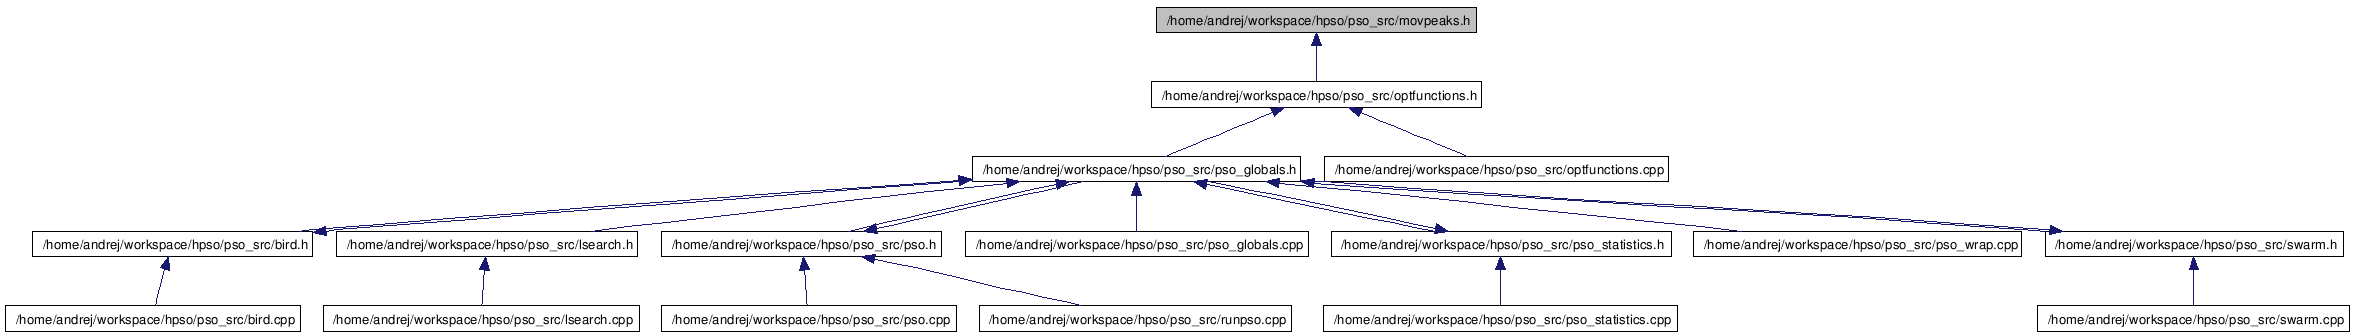 /home/andrej/workspace/hpso/pso_src/movpeaks.h
/home/andrej/workspace/hpso/pso_src/optfunctions.h
/home/andrej/workspace/hpso/pso_src/pso_globals.h
/home/andrej/workspace/hpso/pso_src/optfunctions.cpp
/home/andrej/workspace/hpso/pso_src/bird.h
/home/andrej/workspace/hpso/pso_src/lsearch.h
/home/andrej/workspace/hpso/pso_src/pso.h
/home/andrej/workspace/hpso/pso_src/pso_globals.cpp
/home/andrej/workspace/hpso/pso_src/pso_statistics.h
/home/andrej/workspace/hpso/pso_src/pso_wrap.cpp
/home/andrej/workspace/hpso/pso_src/swarm.h
/home/andrej/workspace/hpso/pso_src/bird.cpp
/home/andrej/workspace/hpso/pso_src/lsearch.cpp
/home/andrej/workspace/hpso/pso_src/pso.cpp
/home/andrej/workspace/hpso/pso_src/runpso.cpp
/home/andrej/workspace/hpso/pso_src/pso_statistics.cpp
/home/andrej/workspace/hpso/pso_src/swarm.cpp